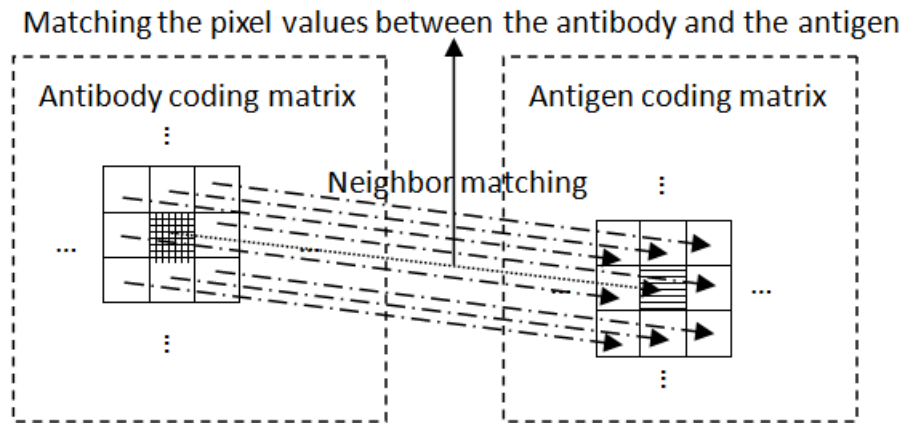 Matching the pixel values between the antibody and the antigen
Antibody coding matrix
Antigen coding matrix
⋮
Neighbor matching
⋮
...
...
...
...
⋮
⋮